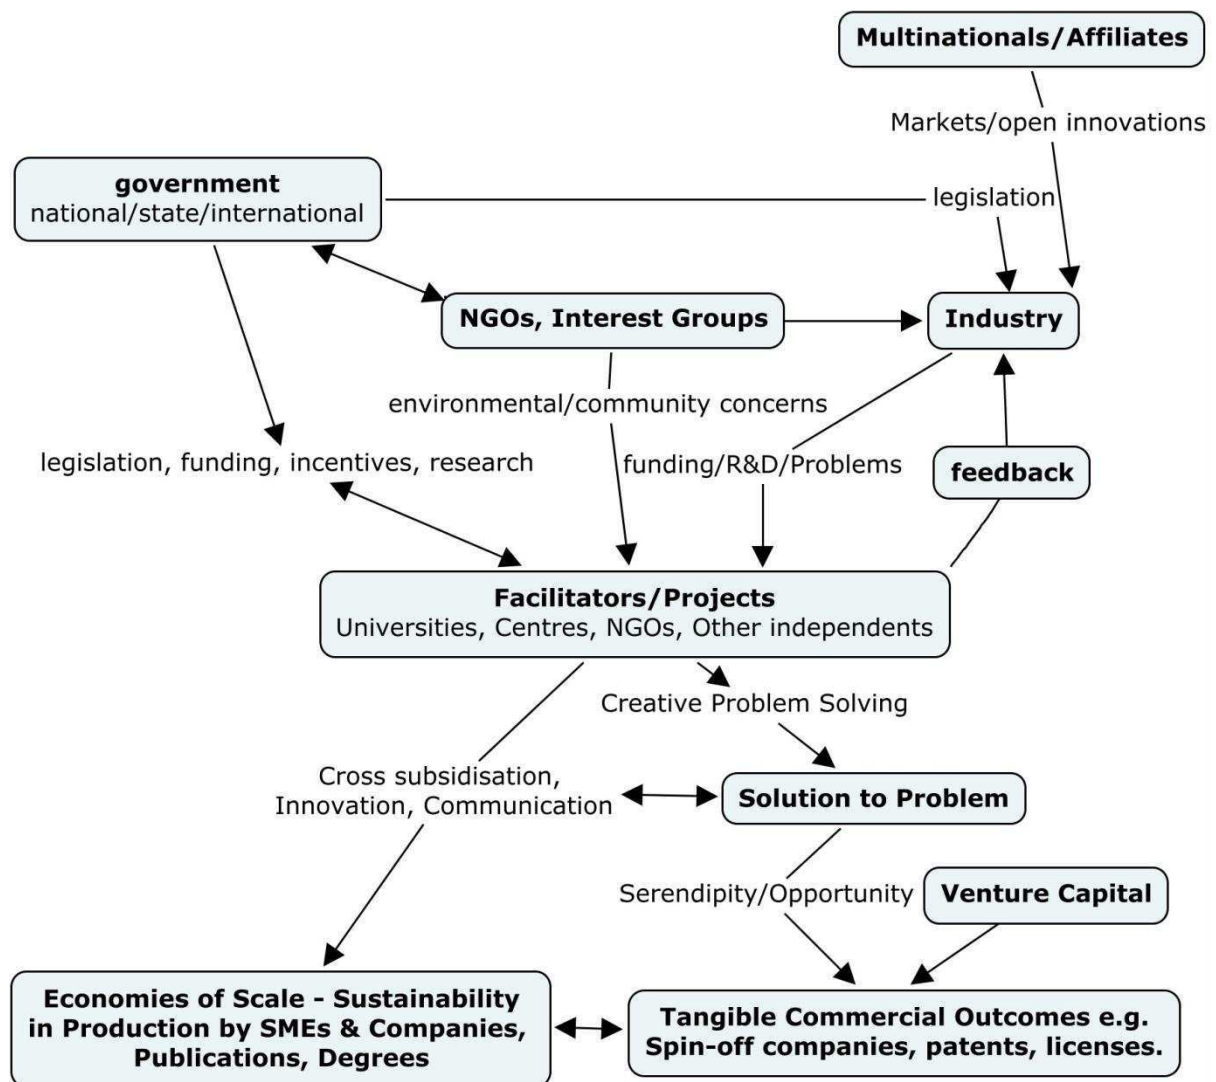 Multinationals/Affiliates
Markets/open innovations
government
national/state/international
legislation
NGOs, Interest Groups
Industry
environmental/community concerns
legislation, funding, incentives, research
funding/R&D/Problems
feedback
Facilitators/Projects
Universities, Centres, NGOs, Other independents
Creative Problem Solving
Cross subsidisation,
Innovation, Communication
Solution to Problem
Serendipity/Opportunity
Venture Capital
Economies of Scale - Sustainability
in Production by SMEs & Companies,
Publications, Degrees
Tangible Commercial Outcomes e.g.
Spin-off companies, patents, licenses.